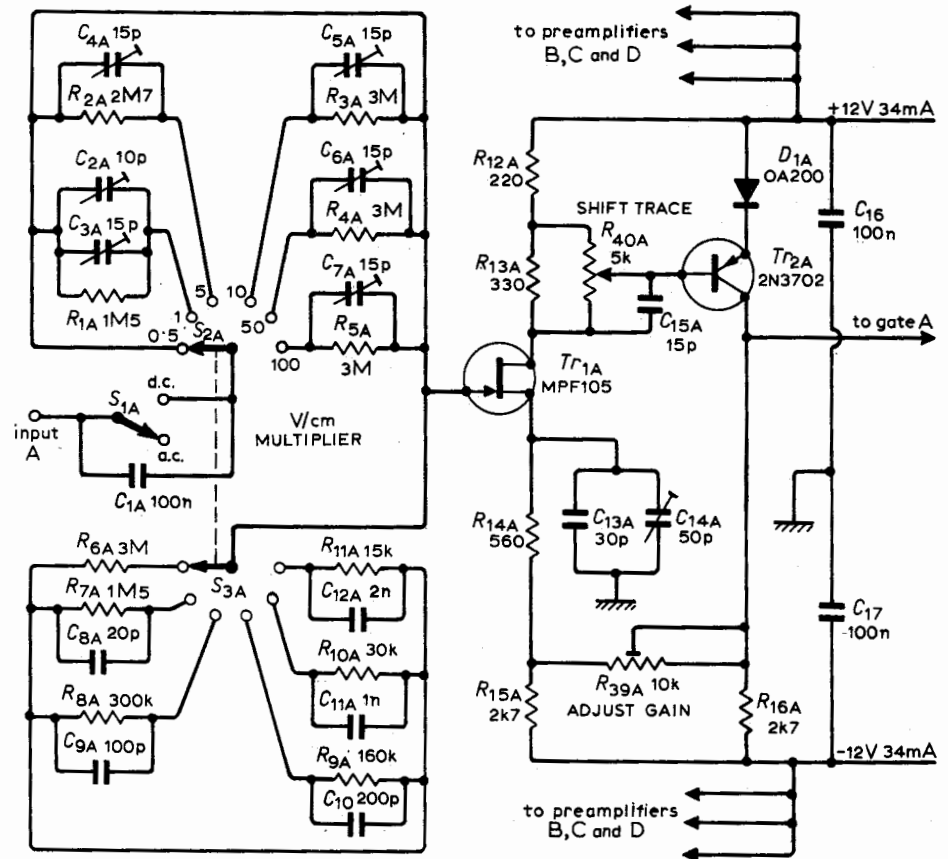 C4A 15p
R2A 2M7
C2A 10p
C3A 15p
R1A 1M5
C5A 15p
R3A 3M
C6A 15p
R4A 3M
C7A 15p
R5A
3M
5
10
1
50
S2A
0·5
100
d.c.
S1A
input
A
a.c.
C1A 100n
V/cm
MULTIPLIER
R6A 3M
R7A 1M5
C8A 20p
R8A 300k
C9A 100p
S3A
R11A 15k
C12A 2n
R10A 30k
C11A 1n
R9A 160k
C10 200p
to preamplifiers
B,C and D
+12V 34mA
R12A
220
D1A
OA200
SHIFT TRACE
R40A
5k
R13A
330
C15A
15p
Tr2A
2N3702
C16
100n
to gate A
Tr1A
MPF105
R14A
560
C13A
30p
C14A
50p
C17
100n
R39A 10k
ADJUST GAIN
R15A
2k7
R16A
2k7
-12V 34mA
to preamplifiers
B,C and D